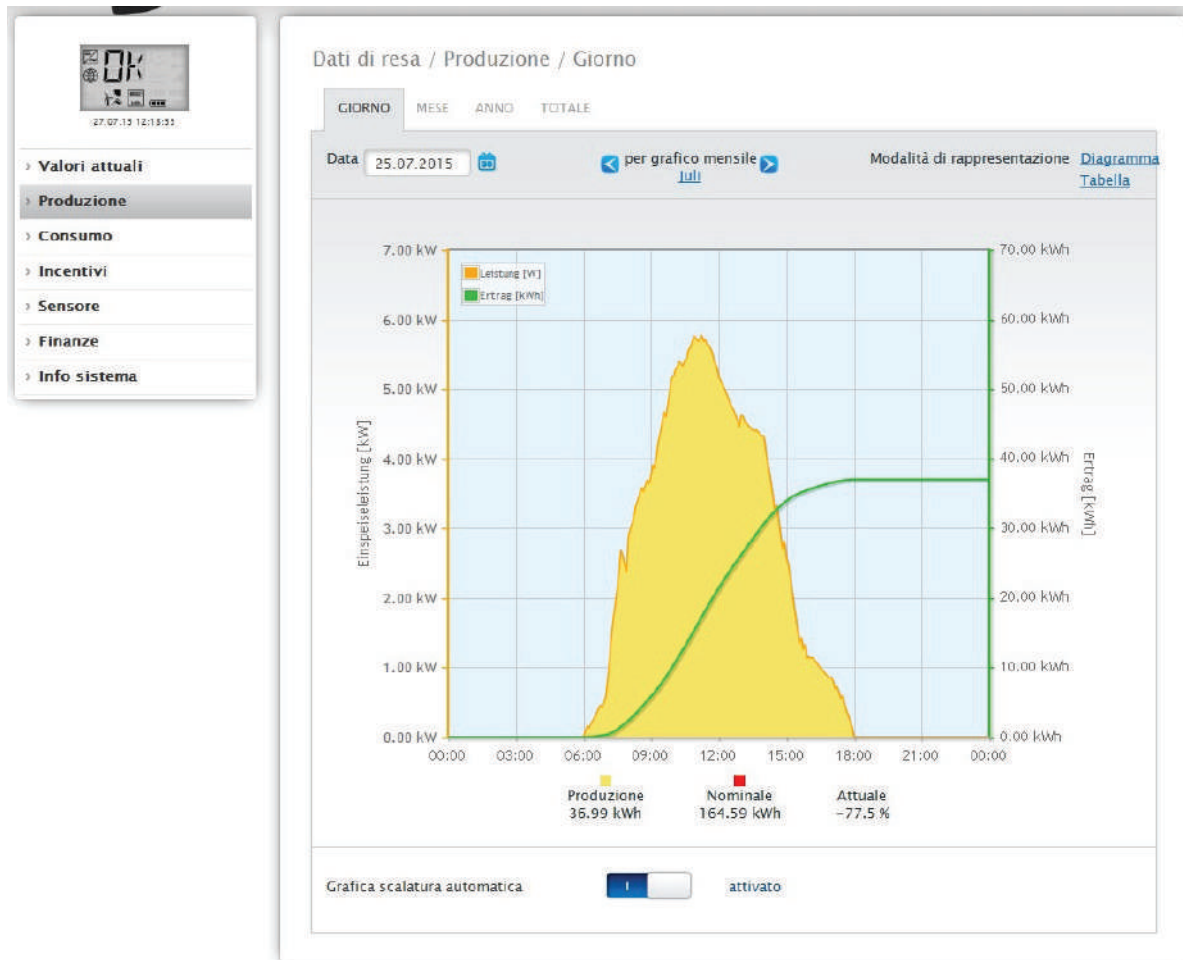 OK
27.07.15 12:15:55
Valori attuali
Produzione
Consumo
Incentivi
Sensore
Finanze
Info sistema
Dati di resa / Produzione / Giorno
GIORNO MESE ANNO TOTALE
Data 25.07.2015 per grafico mensile Modalità di rappresentazione Diagramma
Juli Tabella
7.00 kW 70.00 kWh
Leistung [W]
Ertrag [kWh]
6.00 kW 60.00 kWh
5.00 kW 50.00 kWh
4.00 kW 40.00 kWh
3.00 kW 30.00 kWh
2.00 kW 20.00 kWh
1.00 kW 10.00 kWh
0.00 kW 0.00 kWh
Einspeiseleistung [kW]
Ertrag [kWh]
00:00 03:00 06:00 09:00 12:00 15:00 18:00 21:00 00:00
Produzione Nominale Attuale
36.99 kWh 164.59 kWh -77.5 %
Grafica scalatura automatica I attivato